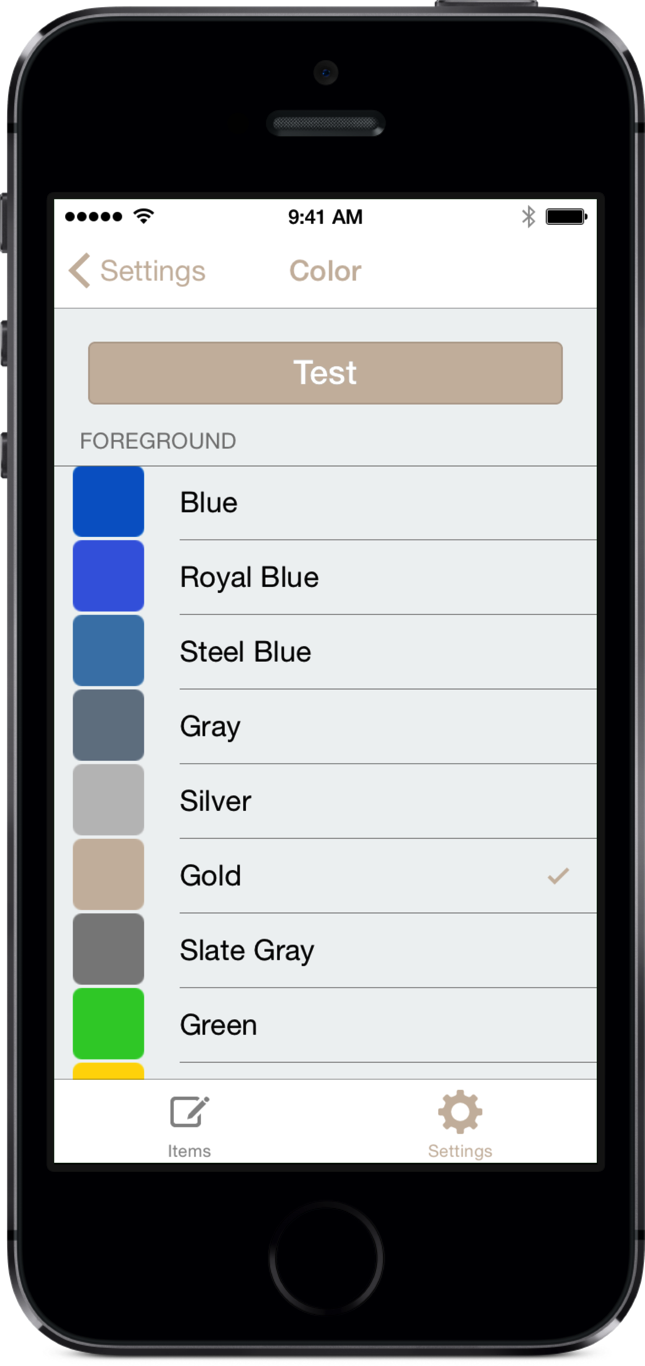 9:41 AM
Settings
Color
Test
FOREGROUND
Blue
Royal Blue
Steel Blue
Gray
Silver
Gold
Slate Gray
Green
Items
Settings